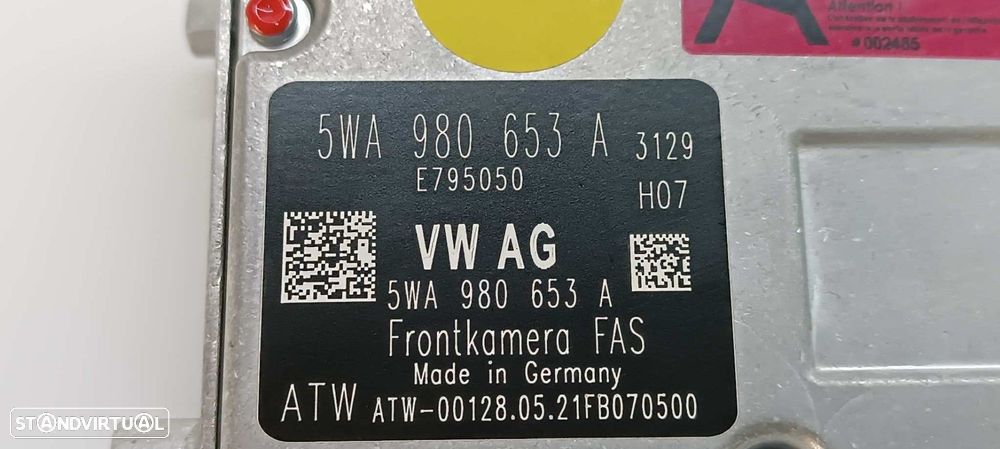 Attention !
# 002485
5WA 980 653 A 3129
E795050 H07
VW AG
5WA 980 653 A
Frontkamera FAS
Made in Germany
ATW ATW-00128.05.21FB070500
STANDVIRTUAL